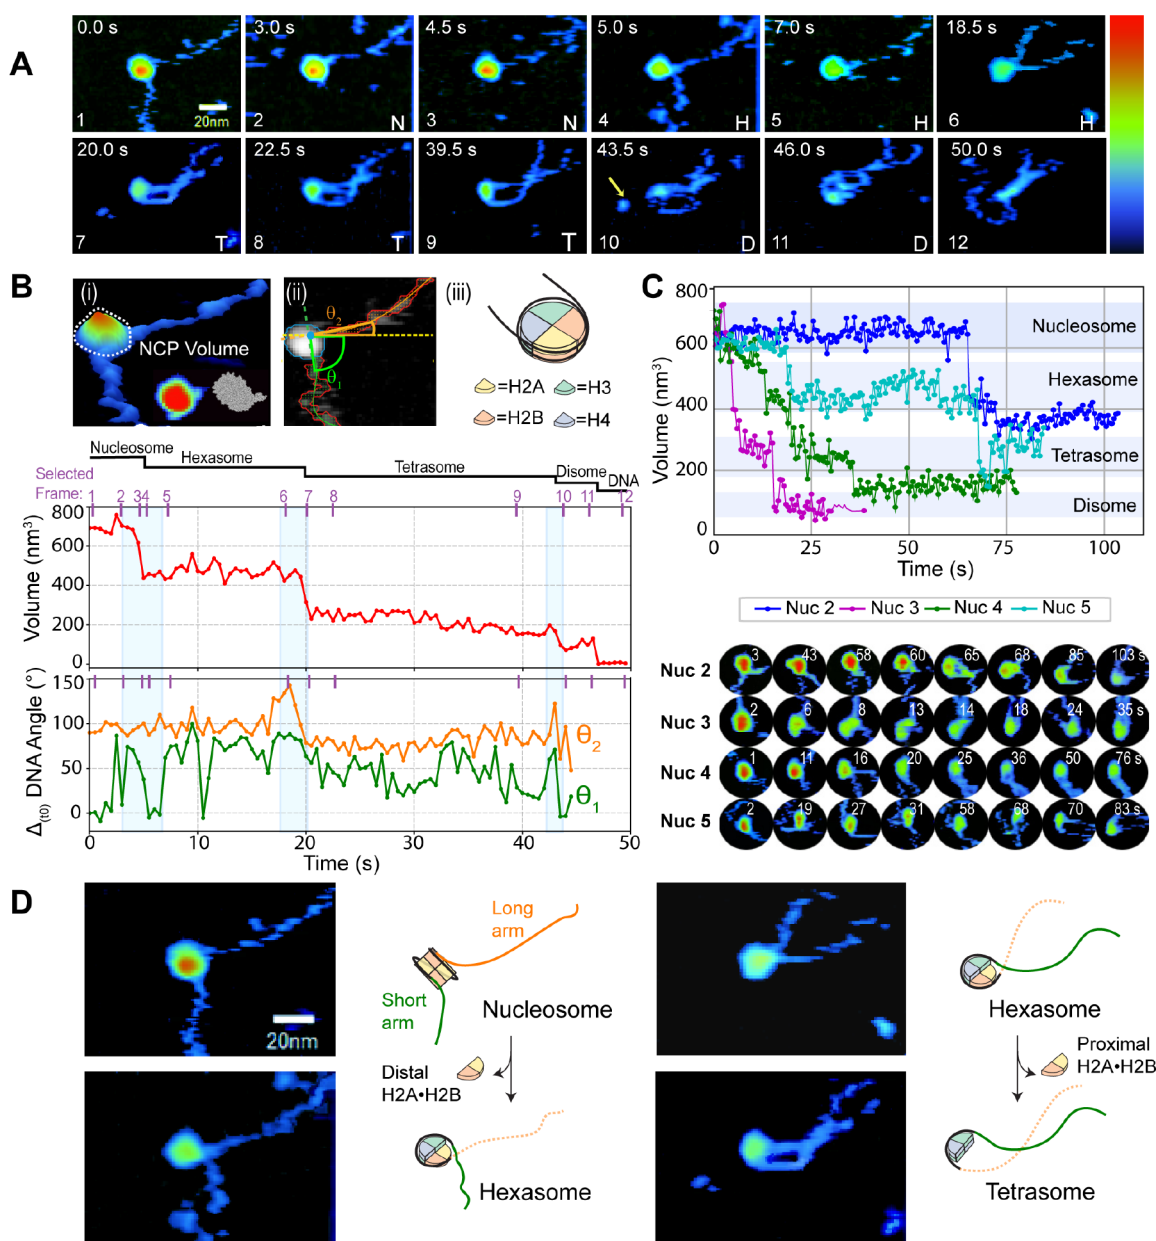 A
0.0 s
3.0 s
4.5 s
5.0 s
7.0 s
18.5 s
20nm
1
2
N
3
N
4
H
5
H
6
H
20.0 s
22.5 s
39.5 s
43.5 s
46.0 s
50.0 s
7
T
8
T
9
T
10
D
11
D
12
B
(i)
NCP Volume
(ii)
θ2
θ1
(iii)
=H2A
=H3
=H2B
=H4
Nucleosome
Hexasome
Tetrasome
Disome
DNA
Selected
Frame:
1 2 34 5 6 7 8 9 10 11 12
Volume (nm³)
800
600
400
200
0
Δ(t0) DNA Angle (°)
150
100
50
0
θ2
θ1
0 10 20 30 40 50
Time (s)
C
Volume (nm³)
800
600
400
200
0
Nucleosome
Hexasome
Tetrasome
Disome
0 25 50 75 100
Time (s)
Nuc 2 Nuc 3 Nuc 4 Nuc 5
Nuc 2
3 43 58 60 65 68 85 103 s
Nuc 3
2 6 8 13 14 18 24 35 s
Nuc 4
1 11 16 20 25 36 50 76 s
Nuc 5
2 19 27 31 58 68 70 83 s
D
20nm
Long
arm
Short
arm
Nucleosome
Distal
H2A•H2B
Hexasome
Hexasome
Proximal
H2A•H2B
Tetrasome